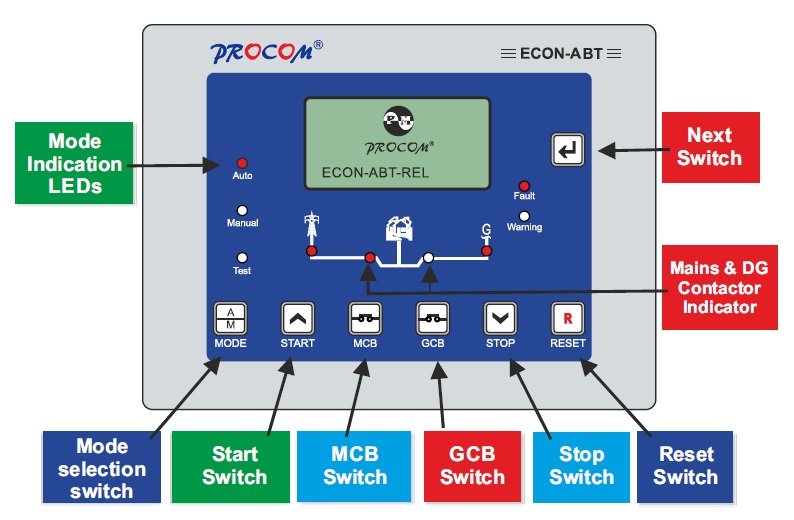 PROCOM®
ECON-ABT
PM
PROCOM®
ECON-ABT-REL
Mode
Indication
LEDs
Next
Switch
Auto
Manual
Test
Fault
Warning
G
Mains & DG
Contactor
Indicator
A
M
R
MODE
START
MCB
GCB
STOP
RESET
Mode
selection
switch
Start
Switch
MCB
Switch
GCB
Switch
Stop
Switch
Reset
Switch